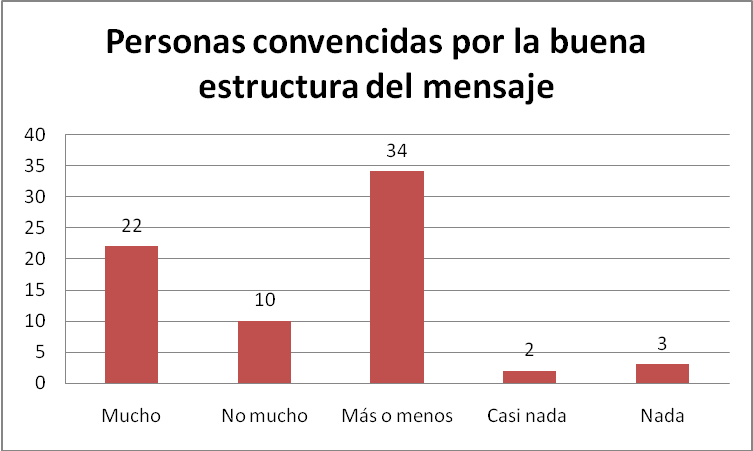 Personas convencidas por la buena
estructura del mensaje
40
35
30
25
20
15
10
5
0
22
10
34
2
3
Mucho
No mucho
Más o menos
Casi nada
Nada